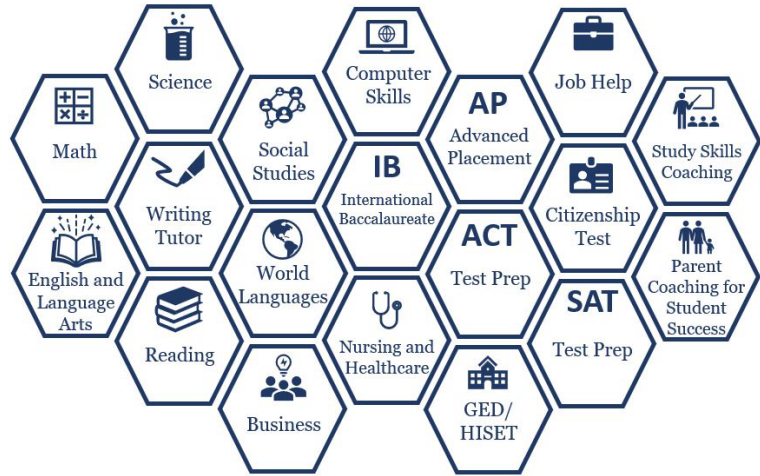 Math
English and
Language
Arts
Science
Writing
Tutor
Reading
Social
Studies
World
Languages
Business
Computer
Skills
IB
International
Baccalaureate
Nursing and
Healthcare
AP
Advanced
Placement
ACT
Test Prep
GED/
HISET
Job Help
Citizenship
Test
SAT
Test Prep
Study Skills
Coaching
Parent
Coaching for
Student
Success